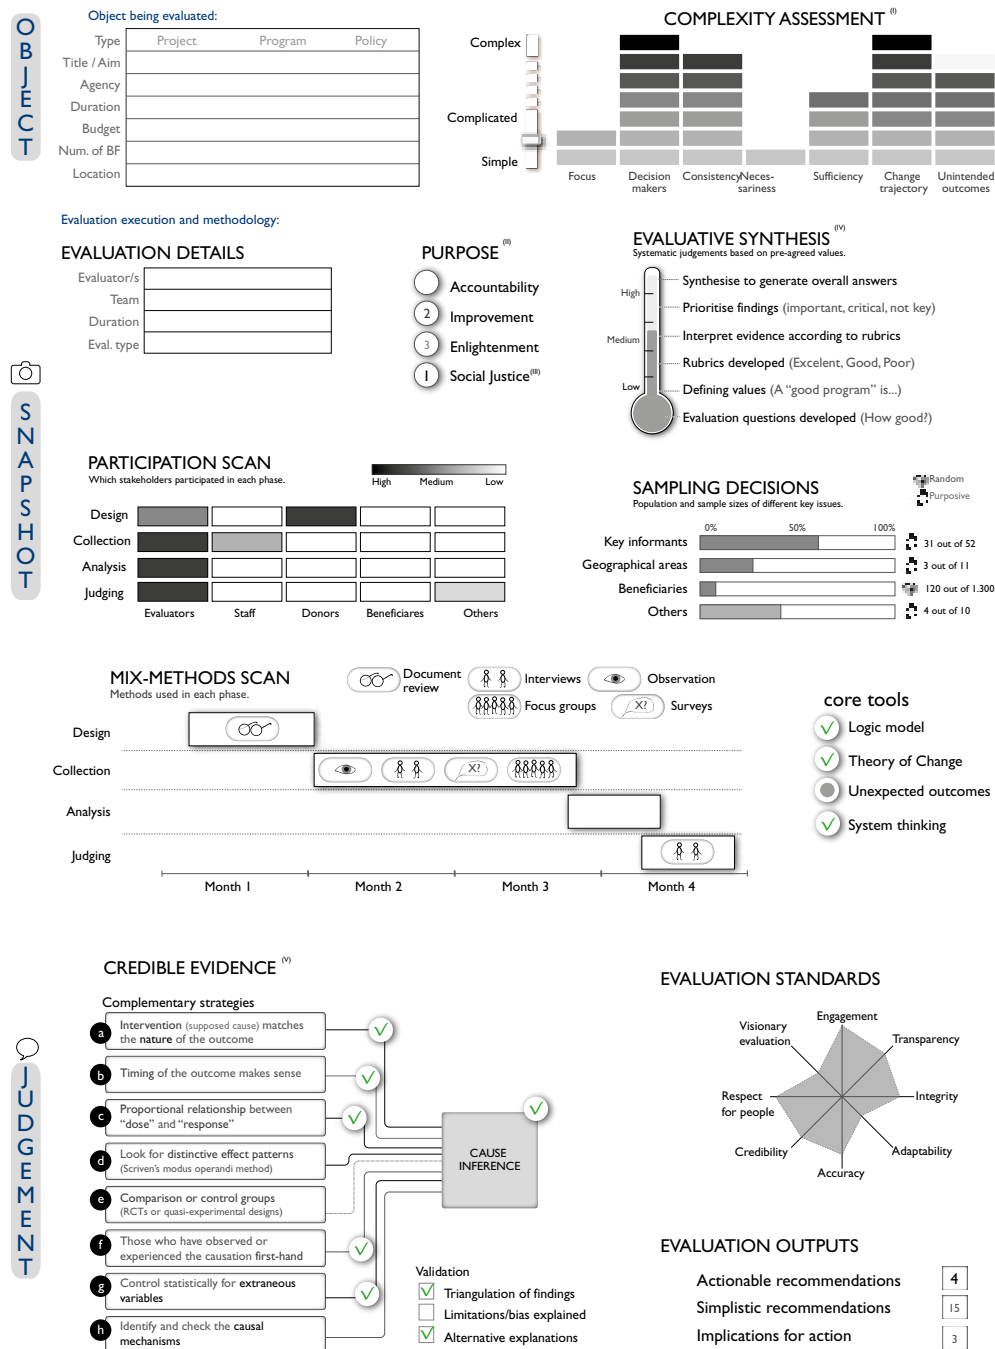 OBJECT
Object being evaluated:
Type Project Program Policy
Title / Aim
Agency
Duration
Budget
Num. of BF
Location
COMPLEXITY ASSESSMENT (I)
Complex
Complicated
Simple
Focus
Decision makers
Consistency
Neces-sariness
Sufficiency
Change trajectory
Unintended outcomes
SNAPSHOT
Evaluation execution and methodology:
EVALUATION DETAILS
Evaluator/s
Team
Duration
Eval. type
PURPOSE (II)
Accountability
2 Improvement
3 Enlightenment
1 Social Justice (III)
EVALUATIVE SYNTHESIS (IV)
Systematic judgements based on pre-agreed values.
High
Medium
Low
Synthesise to generate overall answers
Prioritise findings (important, critical, not key)
Interpret evidence according to rubrics
Rubrics developed (Excelent, Good, Poor)
Defining values (A "good program" is...)
Evaluation questions developed (How good?)
PARTICIPATION SCAN
Which stakeholders participated in each phase.
High Medium Low
Design
Collection
Analysis
Judging
Evaluators Staff Donors Beneficiares Others
SAMPLING DECISIONS
Population and sample sizes of different key issues.
Random
Purposive
0% 50% 100%
Key informants 31 out of 52
Geographical areas 3 out of 11
Beneficiaries 120 out of 1.300
Others 4 out of 10
MIX-METHODS SCAN
Methods used in each phase.
Document review
Interviews
Observation
Focus groups
X? Surveys
Design
Collection X?
Analysis
Judging
Month 1 Month 2 Month 3 Month 4
core tools
Logic model
Theory of Change
Unexpected outcomes
System thinking
JUDGEMENT
CREDIBLE EVIDENCE (V)
Complementary strategies
a Intervention (supposed cause) matches
the nature of the outcome
b Timing of the outcome makes sense
c Proportional relationship between
"dose" and "response"
d Look for distinctive effect patterns
(Scriven's modus operandi method)
e Comparison or control groups
(RCTs or quasi-experimental designs)
f Those who have observed or
experienced the causation first-hand
g Control statistically for extraneous
variables
h Identify and check the causal
mechanisms
CAUSE
INFERENCE
Validation
Triangulation of findings
Limitations/bias explained
Alternative explanations
EVALUATION STANDARDS
Engagement
Transparency
Integrity
Adaptability
Accuracy
Credibility
Respect
for people
Visionary
evaluation
EVALUATION OUTPUTS
Actionable recommendations 4
Simplistic recommendations 15
Implications for action 3